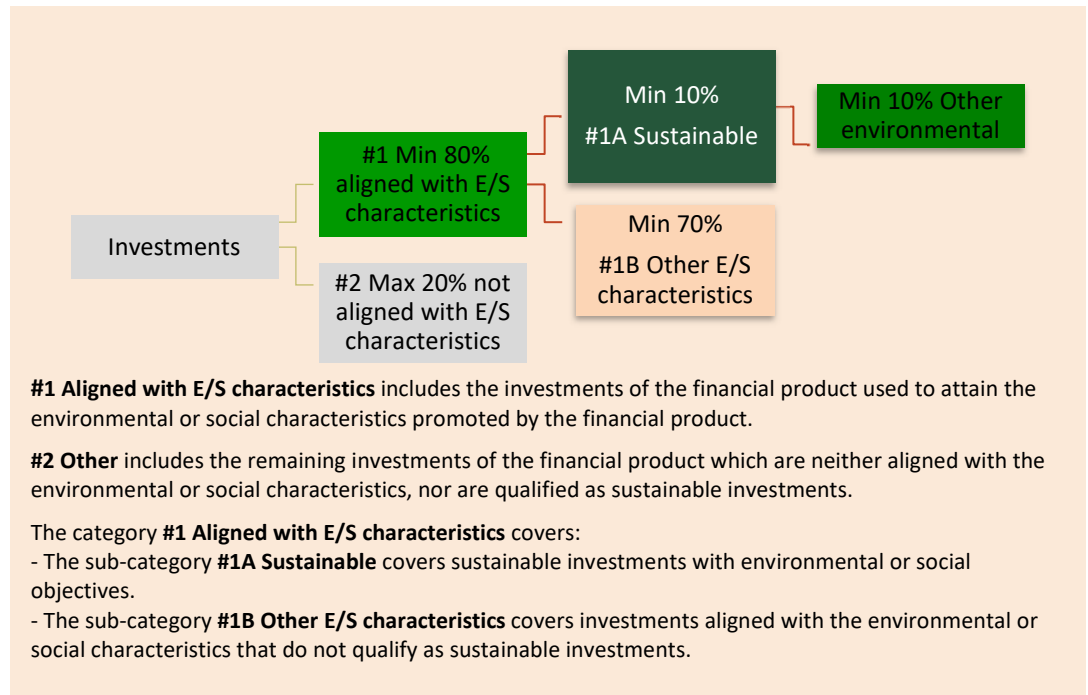 Investments
#1 Min 80%
aligned with E/S
characteristics
#2 Max 20% not
aligned with E/S
characteristics
Min 10%
#1A Sustainable
Min 70%
#1B Other E/S
characteristics
Min 10% Other
environmental
#1 Aligned with E/S characteristics includes the investments of the financial product used to attain the
environmental or social characteristics promoted by the financial product.
#2 Other includes the remaining investments of the financial product which are neither aligned with the
environmental or social characteristics, nor are qualified as sustainable investments.
The category #1 Aligned with E/S characteristics covers:
- The sub-category #1A Sustainable covers sustainable investments with environmental or social
objectives.
- The sub-category #1B Other E/S characteristics covers investments aligned with the environmental or
social characteristics that do not qualify as sustainable investments.